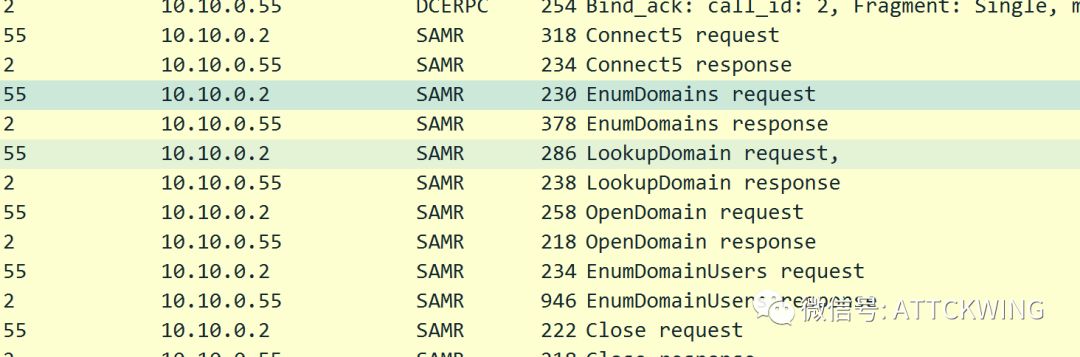 2 10.10.0.55 DCERPC 254 Bind_ack: call_id: 2, Fragment: Single, m
55 10.10.0.2 SAMR 318 Connect5 request
2 10.10.0.55 SAMR 234 Connect5 response
55 10.10.0.2 SAMR 230 EnumDomains request
2 10.10.0.55 SAMR 378 EnumDomains response
55 10.10.0.2 SAMR 286 LookupDomain request,
2 10.10.0.55 SAMR 238 LookupDomain response
55 10.10.0.2 SAMR 258 OpenDomain request
2 10.10.0.55 SAMR 218 OpenDomain response
55 10.10.0.2 SAMR 234 EnumDomainUsers request
2 10.10.0.55 SAMR 946 EnumDomainUsers response
微信号: ATTCKWING
55 10.10.0.2 SAMR 222 Close request
2 10.10.0.55 SAMR 218 Close response